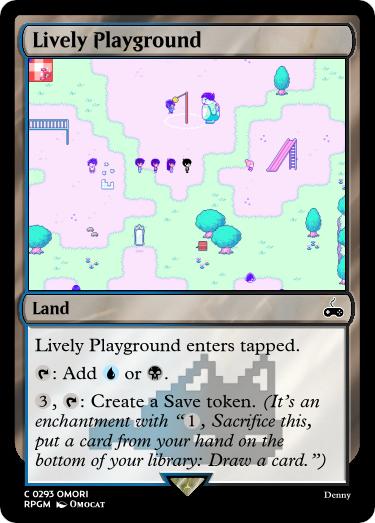 Lively Playground
Land
Lively Playground enters tapped.
: Add or .
3, : Create a Save token. (It's an
enchantment with "1, Sacrifice this,
put a card from your hand on the
bottom of your library: Draw a card.")
C 0293 OMORI
RPGM OMOCAT
Denny